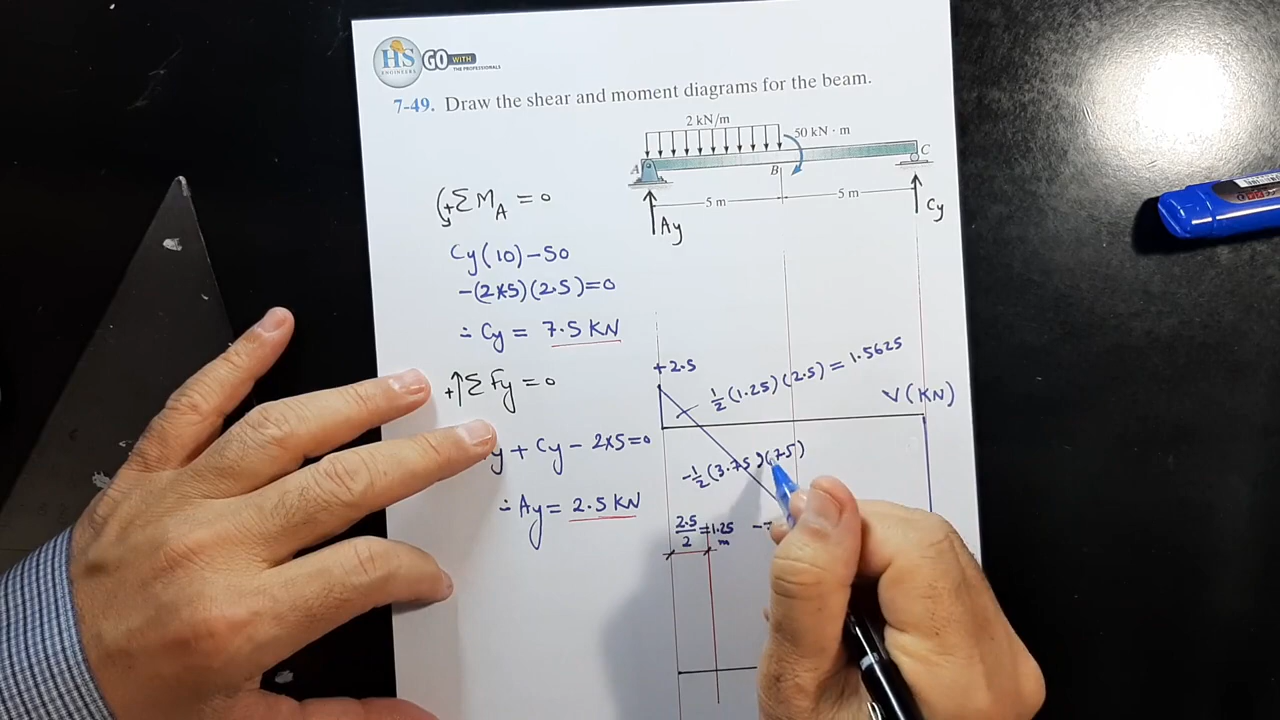 HS
ENGINEERS
GO WITH
THE PROFESSIONALS
7-49. Draw the shear and moment diagrams for the beam.
2 kN/m
50 kN · m
A
B
C
5 m
5 m
Ay
Cy
+ΣM_A = 0
Cy(10) - 50
-(2×5)(2.5)=0
∴ Cy = 7.5 KN
+↑ΣFy = 0
y + Cy - 2×5=0
∴ Ay = 2.5 KN
+2.5
½(1.25)(2.5) = 1.5625
V(KN)
-½(3.75)(7.5)
2.5/2 = 1.25 m